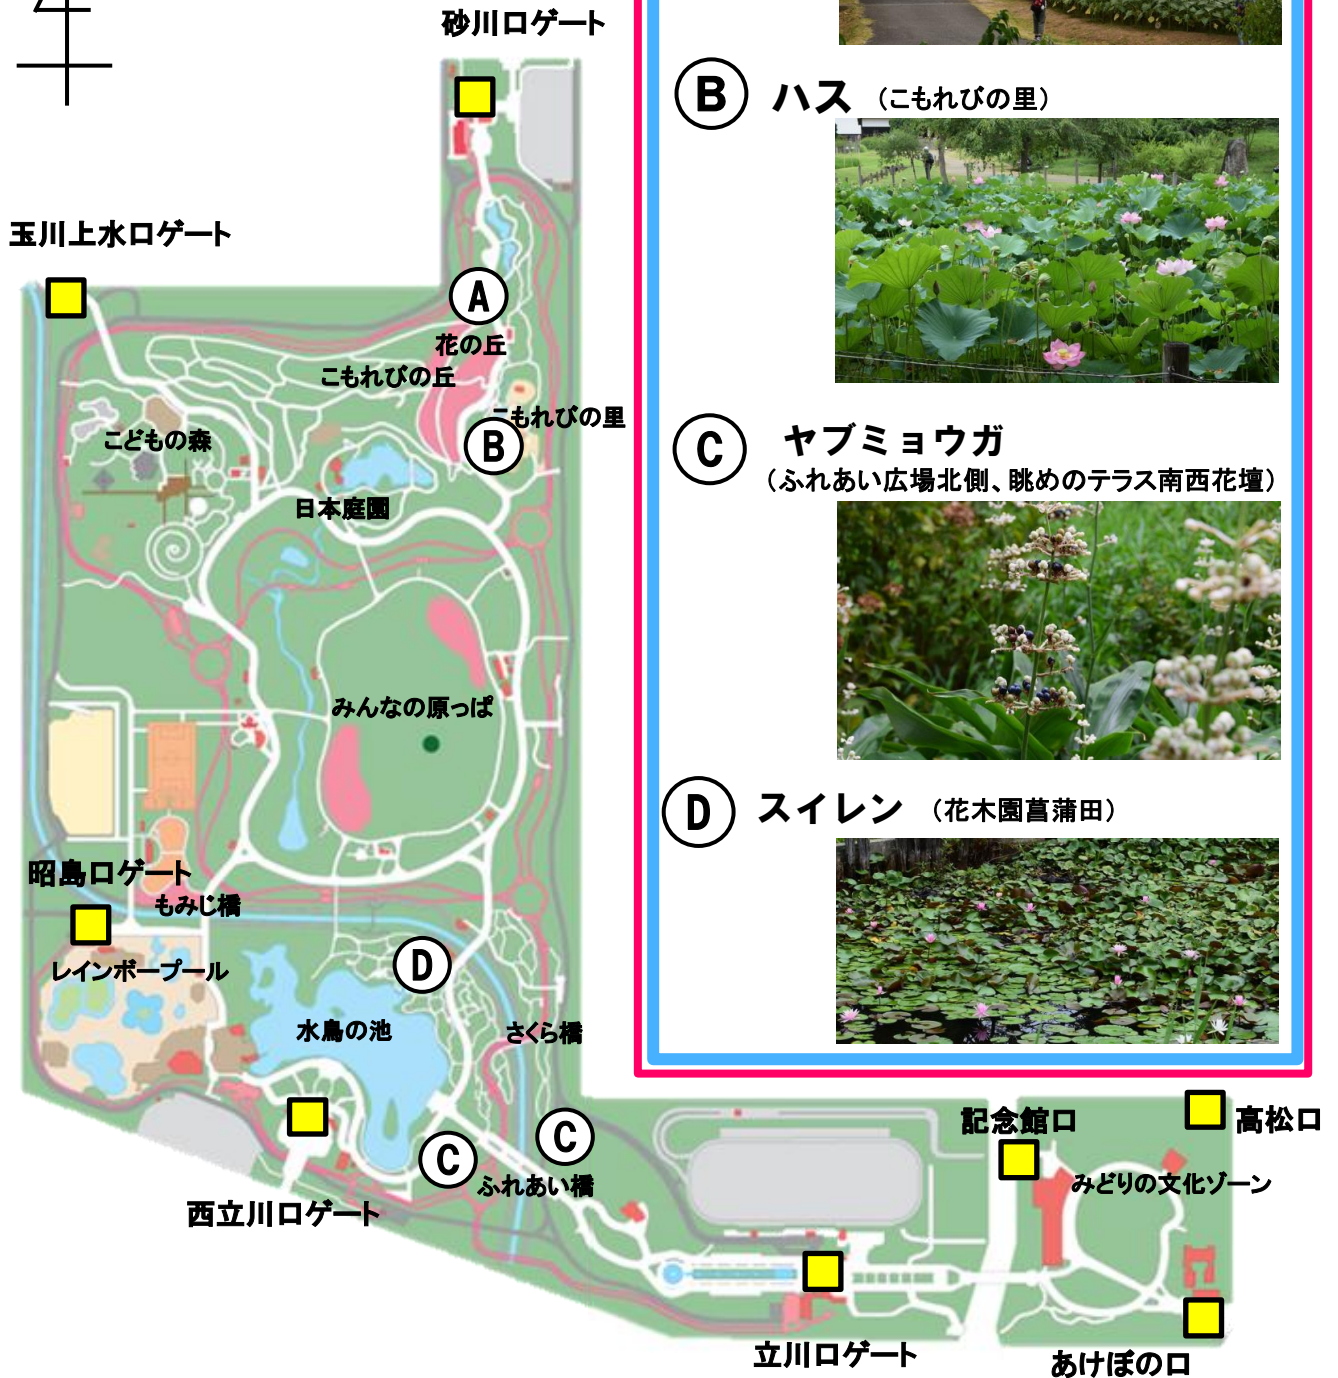 砂川口ゲート
玉川上水口ゲート
A
花の丘
こもれびの丘
こもれびの里
B
こどもの森
日本庭園
みんなの原っぱ
昭島口ゲート
もみじ橋
レインボープール
D
水鳥の池
さくら橋
C
C
ふれあい橋
西立川口ゲート
立川口ゲート
記念館口
高松口
みどりの文化ゾーン
あけぼの口
B ハス （こもれびの里）
C ヤブミョウガ
（ふれあい広場北側、眺めのテラス南西花壇）
D スイレン （花木園菖蒲田）